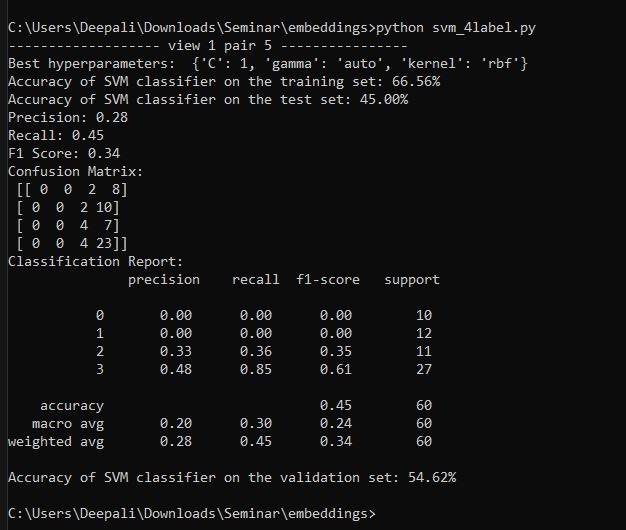 C:\Users\Deepali\Downloads\Seminar\embeddings>python svm_4label.py
------------------- view 1 pair 5 ----------------
Best hyperparameters:  {'C': 1, 'gamma': 'auto', 'kernel': 'rbf'}
Accuracy of SVM classifier on the training set: 66.56%
Accuracy of SVM classifier on the test set: 45.00%
Precision: 0.28
Recall: 0.45
F1 Score: 0.34
Confusion Matrix:
 [[ 0  0  2  8]
 [ 0  0  2 10]
 [ 0  0  4  7]
 [ 0  0  4 23]]
Classification Report:
               precision    recall  f1-score   support

           0       0.00      0.00      0.00        10
           1       0.00      0.00      0.00        12
           2       0.33      0.36      0.35        11
           3       0.48      0.85      0.61        27

    accuracy                           0.45        60
   macro avg       0.20      0.30      0.24        60
weighted avg       0.28      0.45      0.34        60

Accuracy of SVM classifier on the validation set: 54.62%

C:\Users\Deepali\Downloads\Seminar\embeddings>